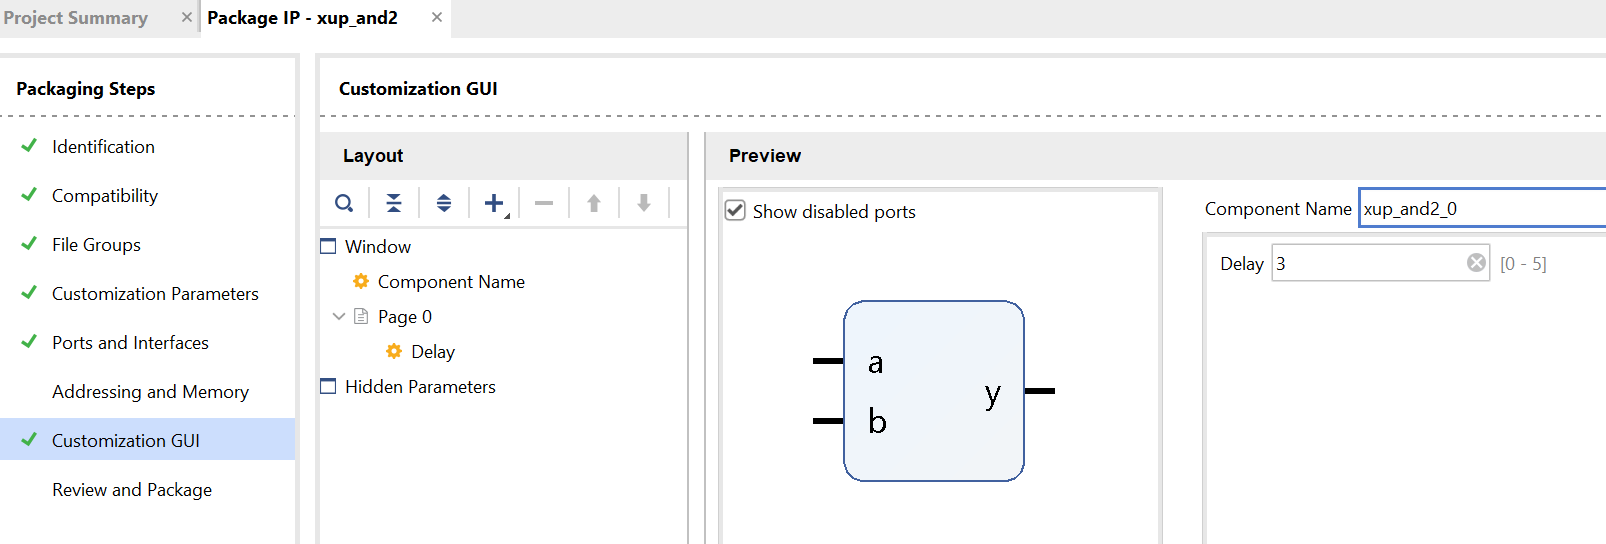 Project Summary
Package IP - xup_and2
Packaging Steps
Identification
Compatibility
File Groups
Customization Parameters
Ports and Interfaces
Addressing and Memory
Customization GUI
Review and Package
Customization GUI
Layout
Window
Component Name
Page 0
Delay
Hidden Parameters
Preview
Show disabled ports
a
b
y
Component Name xup_and2_0
Delay 3 [0 - 5]